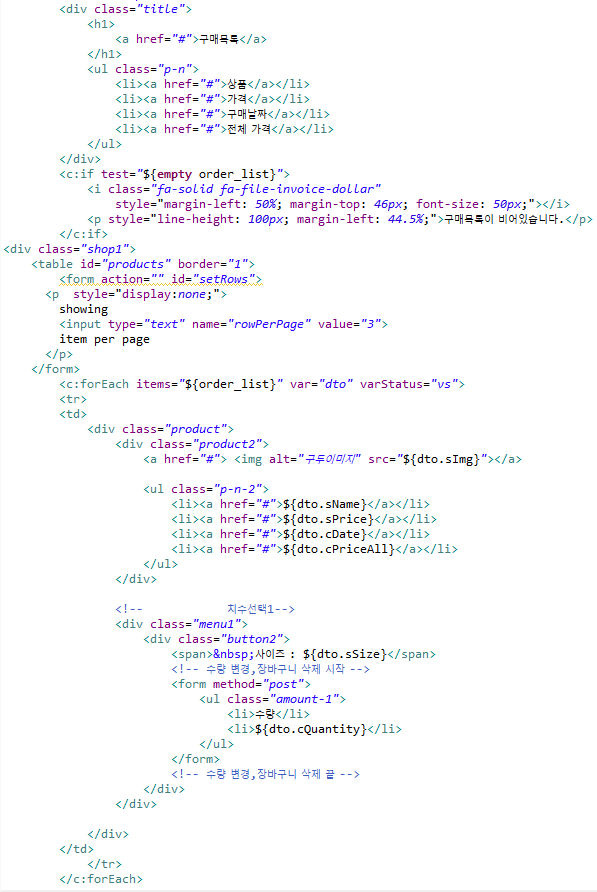 <div class="title">
<h1>
<a href="#">구매목록</a>
</h1>
<ul class="p-n">
<li><a href="#">상품</a></li>
<li><a href="#">가격</a></li>
<li><a href="#">구매날짜</a></li>
<li><a href="#">전체 가격</a></li>
</ul>
</div>
<c:if test="${empty order_list}">
<i class="fa-solid fa-file-invoice-dollar"
style="margin-left: 50%; margin-top: 46px; font-size: 50px;"></i>
<p style="line-height: 100px; margin-left: 44.5%;">구매목록이 비어있습니다.</p>
</c:if>
<div class="shop1">
<table id="products" border="1">
<form action="" id="setRows">
<p  style="display:none;">
showing
<input type="text" name="rowPerPage" value="3">
item per page
</p>
</form>
<c:forEach items="${order_list}" var="dto" varStatus="vs">
<tr>
<td>
<div class="product">
<div class="product2">
<a href="#"> <img alt="구두이미지" src="${dto.sImg}"></a>
<ul class="p-n-2">
<li><a href="#">${dto.sName}</a></li>
<li><a href="#">${dto.sPrice}</a></li>
<li><a href="#">${dto.cDate}</a></li>
<li><a href="#">${dto.cPriceAll}</a></li>
</ul>
</div>
<!--             치수선택1-->
<div class="menu1">
<div class="button2">
<span>&nbsp;사이즈 : ${dto.sSize}</span>
<!-- 수량 변경,장바구니 삭제 시작 -->
<form method="post">
<ul class="amount-1">
<li>수량</li>
<li>${dto.cQuantity}</li>
</ul>
</form>
<!-- 수량 변경,장바구니 삭제 끝 -->
</div>
</div>
</div>
</td>
</tr>
</c:forEach>